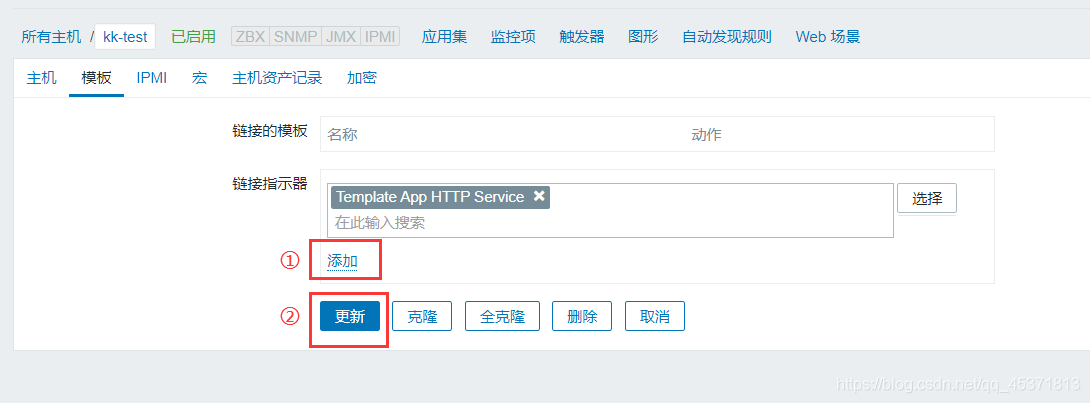 所有主机 / kk-test 已启用 ZBX SNMP JMX IPMI 应用集 监控项 触发器 图形 自动发现规则 Web 场景
主机 模板 IPMI 宏 主机资产记录 加密
链接的模板 名称 动作
链接指示器 Template App HTTP Service ✖ 选择
在此输入搜索
① 添加
② 更新 克隆 全克隆 删除 取消
https://blog.csdn.net/qq_45371813